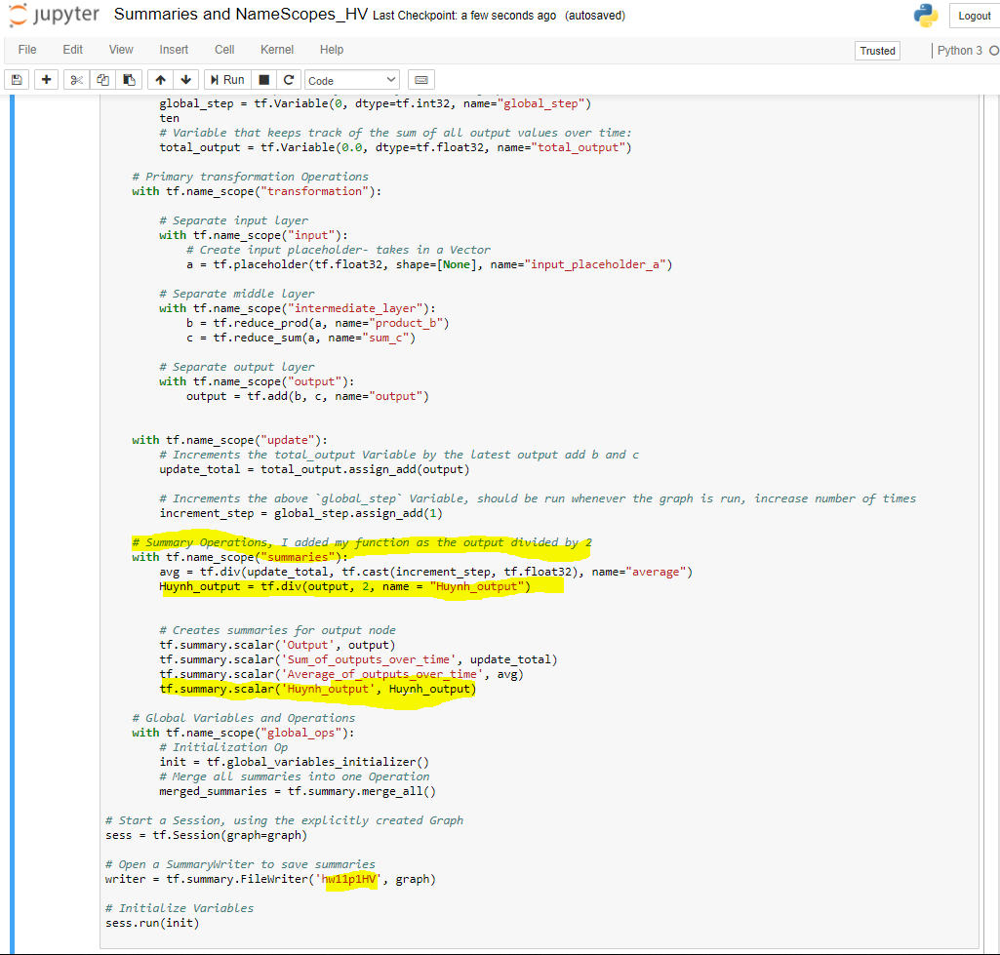 jupyter Summaries and NameScopes_HV Last Checkpoint: a few seconds ago (autosaved) Logout
File Edit View Insert Cell Kernel Help Trusted Python 3
Run Code
global_step = tf.Variable(0, dtype=tf.int32, name="global_step")
ten
# Variable that keeps track of the sum of all output values over time:
total_output = tf.Variable(0.0, dtype=tf.float32, name="total_output")
# Primary transformation Operations
with tf.name_scope("transformation"):
# Separate input layer
with tf.name_scope("input"):
# Create input placeholder- takes in a Vector
a = tf.placeholder(tf.float32, shape=[None], name="input_placeholder_a")
# Separate middle layer
with tf.name_scope("intermediate_layer"):
b = tf.reduce_prod(a, name="product_b")
c = tf.reduce_sum(a, name="sum_c")
# Separate output layer
with tf.name_scope("output"):
output = tf.add(b, c, name="output")
with tf.name_scope("update"):
# Increments the total_output Variable by the latest output add b and c
update_total = total_output.assign_add(output)
# Increments the above `global_step` Variable, should be run whenever the graph is run, increase number of times
increment_step = global_step.assign_add(1)
# Summary Operations, I added my function as the output divided by 2
with tf.name_scope("summaries"):
avg = tf.div(update_total, tf.cast(increment_step, tf.float32), name="average")
Huynh_output = tf.div(output, 2, name = "Huynh_output")
# Creates summaries for output node
tf.summary.scalar('Output', output)
tf.summary.scalar('Sum_of_outputs_over_time', update_total)
tf.summary.scalar('Average_of_outputs_over_time', avg)
tf.summary.scalar('Huynh_output', Huynh_output)
# Global Variables and Operations
with tf.name_scope("global_ops"):
# Initialization Op
init = tf.global_variables_initializer()
# Merge all summaries into one Operation
merged_summaries = tf.summary.merge_all()
# Start a Session, using the explicitly created Graph
sess = tf.Session(graph=graph)
# Open a SummaryWriter to save summaries
writer = tf.summary.FileWriter('hw11p1HV', graph)
# Initialize Variables
sess.run(init)